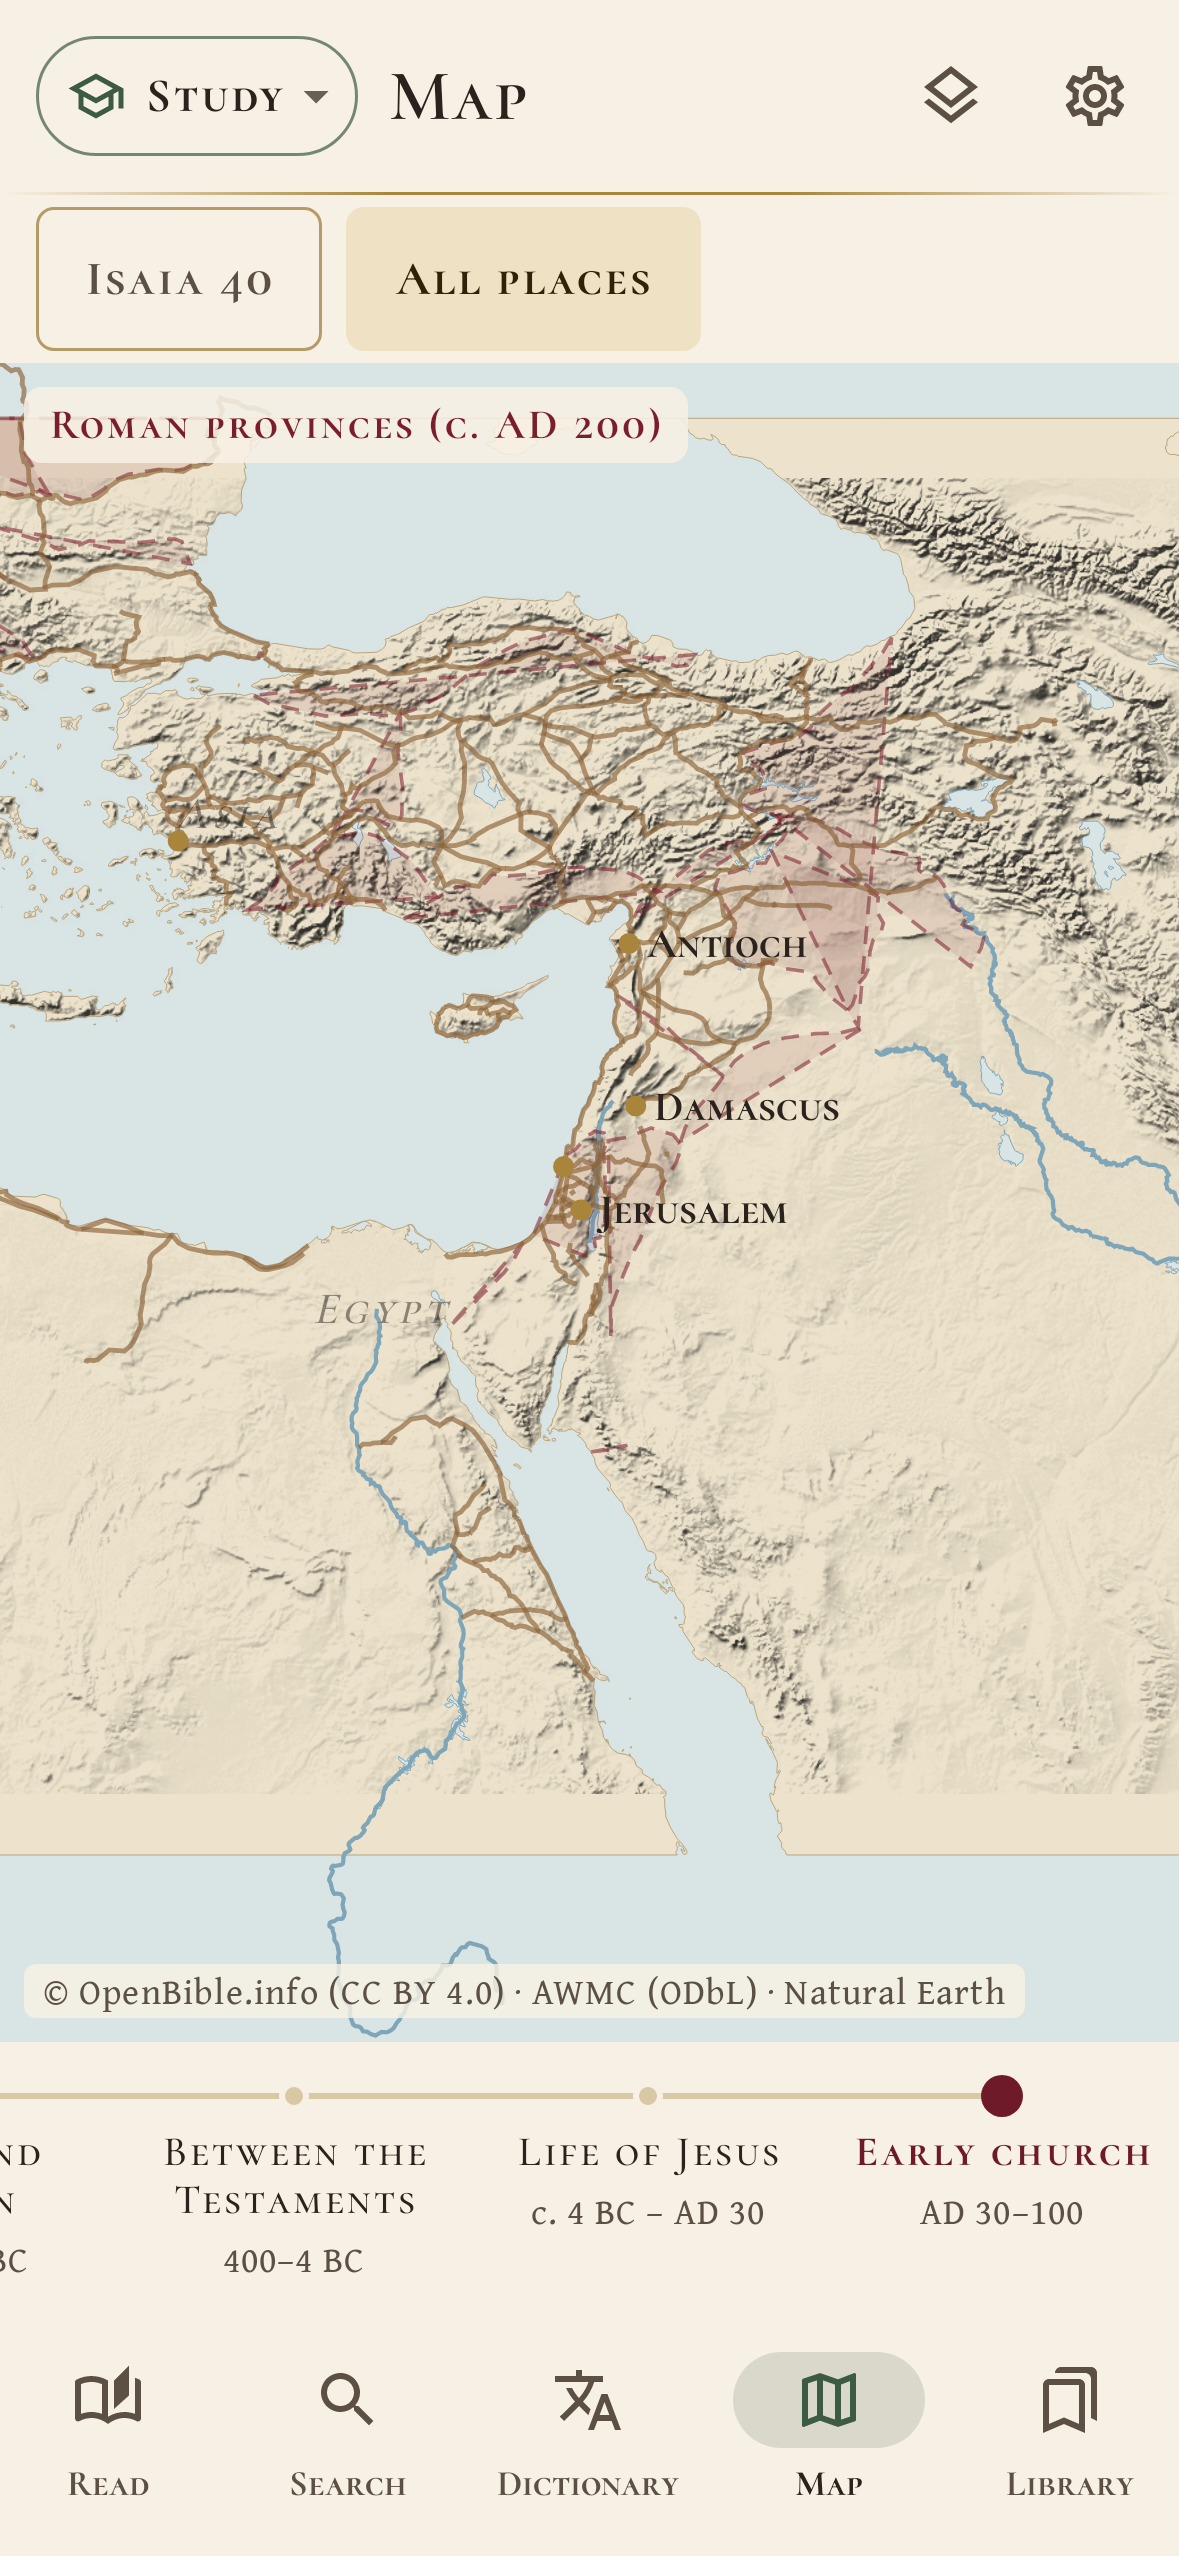 Study
Map
Isaia 40
All places
Roman provinces (c. AD 200)
Asia
Antioch
Damascus
Jerusalem
Egypt
© OpenBible.info (CC BY 4.0) · AWMC (ODbL) · Natural Earth
Between the
Testaments
400–4 BC
Life of Jesus
c. 4 BC – AD 30
Early church
AD 30–100
Read
Search
Dictionary
Map
Library